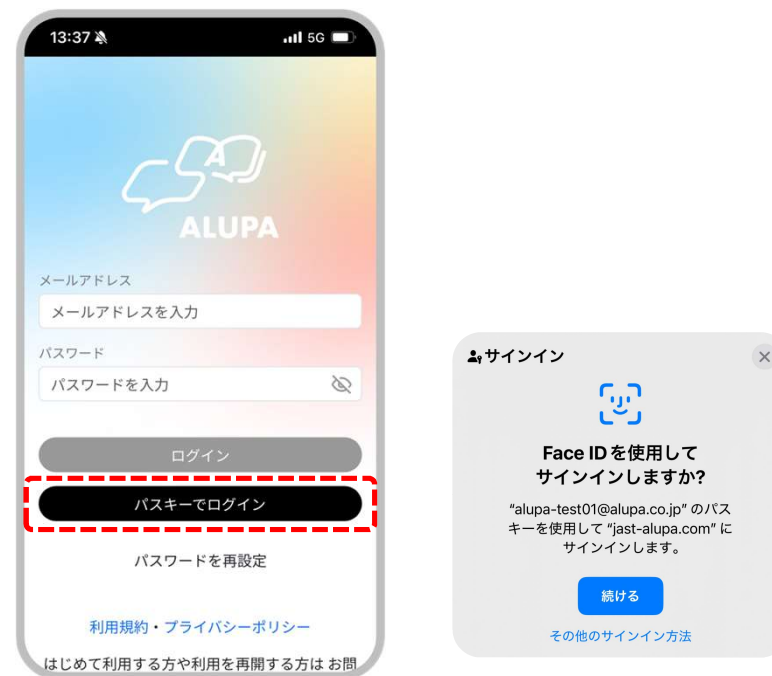 13:37
5G
ALUPA
メールアドレス
メールアドレスを入力
パスワード
パスワードを入力
ログイン
パスキーでログイン
パスワードを再設定
利用規約・プライバシーポリシー
はじめて利用する方や利用を再開する方は お問
サインイン
Face IDを使用して
サインインしますか?
“alupa-test01@alupa.co.jp” のパス
キーを使用して “jast-alupa.com” に
サインインします。
続ける
その他のサインイン方法